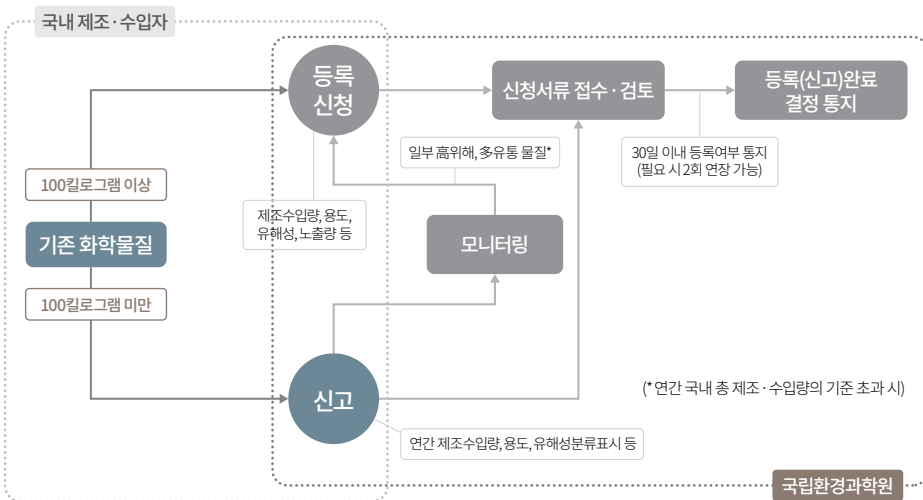 국내 제조·수입자
등록
신청
신청서류 접수·검토
등록(신고)완료
결정 통지
일부 高위해, 多유통 물질*
30일 이내 등록여부 통지
(필요 시 2회 연장 가능)
100킬로그램 이상
제조수입량, 용도,
유해성, 노출량 등
기존 화학물질
모니터링
100킬로그램 미만
신고
(* 연간 국내 총 제조·수입량의 기준 초과 시)
연간 제조수입량, 용도, 유해성분류표시 등
국립환경과학원